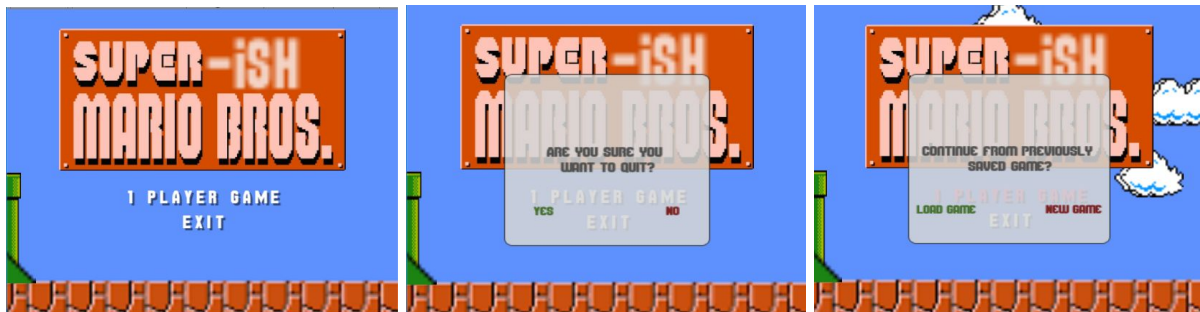 SUPER-iSH
MARIO BROS.
1 PLAYER GAME
EXIT
SUPER-iSH
MARIO BROS.
ARE YOU SURE YOU
WANT TO QUIT?
1 PLAYER GAME
YES NO
EXIT
SUPER-iSH
MARIO BROS.
CONTINUE FROM PREVIOUSLY
SAVED GAME?
1 PLAYER GAME
LOAD GAME NEW GAME
EXIT